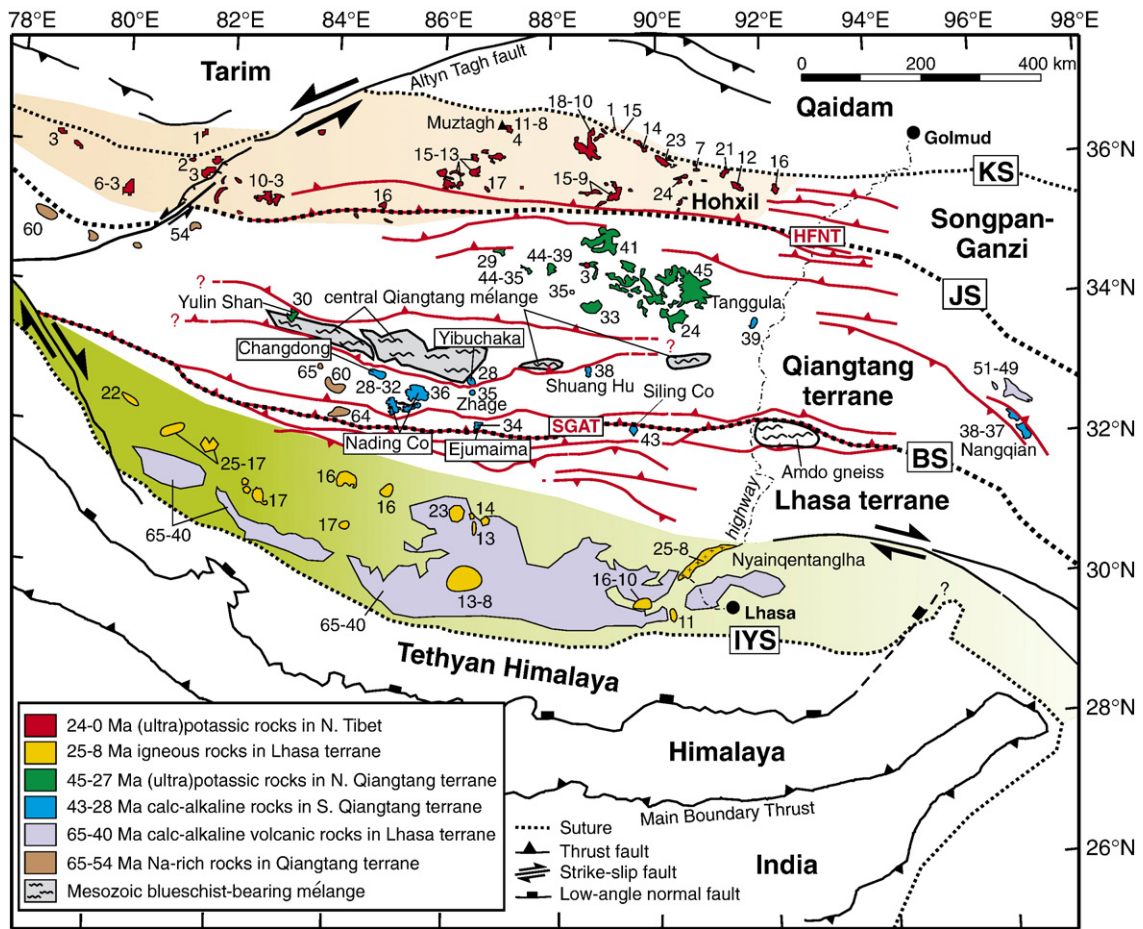 78°E 80°E 82°E 84°E 86°E 88°E 90°E 92°E 94°E 96°E 98°E
Tarim
Altyn Tagh fault
0 200 400 km
Qaidam
Golmud
36°N
KS
Muztagh
11-8
4
18-10
1
15
14
23
7
21
12
16
3
1
2
3
6-3
10-3
15-13
17
16
15-9
24
Hohxil
60
54
HFNT
Songpan-
Ganzi
JS
34°N
29
44-39
44-35
3
35
41
45
33
24
Tanggula
39
?
?
Yulin Shan
30
central Qiangtang mélange
?
Changdong
Yibuchaka
65
60
28-32
36
28
35
Zhage
38
Shuang Hu
Siling Co
Qiangtang
terrane
51-49
64
Nading Co
34
Ejumaima
SGAT
43
Amdo gneiss
38-37
Nangqian
32°N
BS
22
25-17
17
16
16
17
65-40
23
14
13
13-8
65-40
Lhasa terrane
highway
25-8
Nyainqentanglha
16-10
11
Lhasa
30°N
IYS
?
Tethyan Himalaya
28°N
Himalaya
Main Boundary Thrust
India
26°N
24-0 Ma (ultra)potassic rocks in N. Tibet
25-8 Ma igneous rocks in Lhasa terrane
45-27 Ma (ultra)potassic rocks in N. Qiangtang terrane
43-28 Ma calc-alkaline rocks in S. Qiangtang terrane
65-40 Ma calc-alkaline volcanic rocks in Lhasa terrane
65-54 Ma Na-rich rocks in Qiangtang terrane
Mesozoic blueschist-bearing mélange
Suture
Thrust fault
Strike-slip fault
Low-angle normal fault